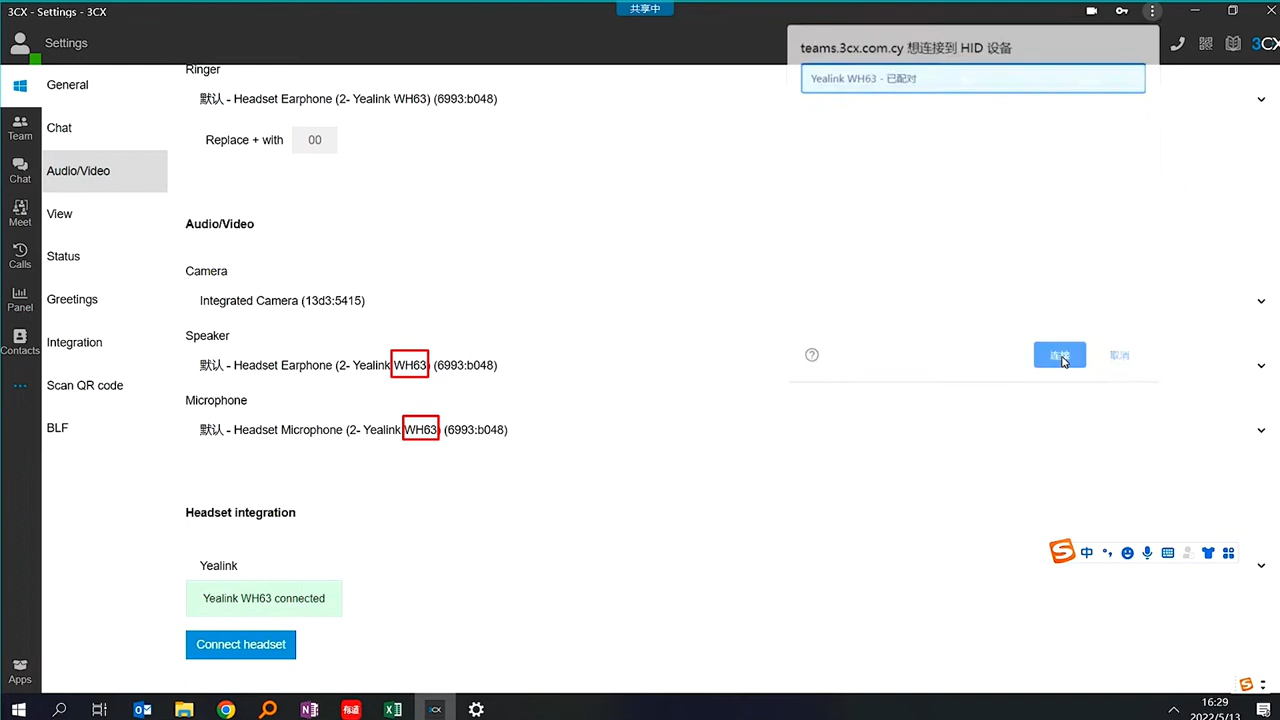 3CX - Settings - 3CX
共享中
Settings
teams.3cx.com.cy 想连接到 HID 设备
Yealink WH63 - 已配对
连接
取消
3CX
General
Chat
Audio/Video
View
Status
Greetings
Integration
Scan QR code
BLF
Team
Chat
Meet
Calls
Panel
Contacts
Apps
Ringer
默认 - Headset Earphone (2- Yealink WH63) (6993:b048)
Replace + with 00
Audio/Video
Camera
Integrated Camera (13d3:5415)
Speaker
默认 - Headset Earphone (2- Yealink WH63) (6993:b048)
Microphone
默认 - Headset Microphone (2- Yealink WH63) (6993:b048)
Headset integration
Yealink
Yealink WH63 connected
Connect headset
中
16:29
2022/5/13